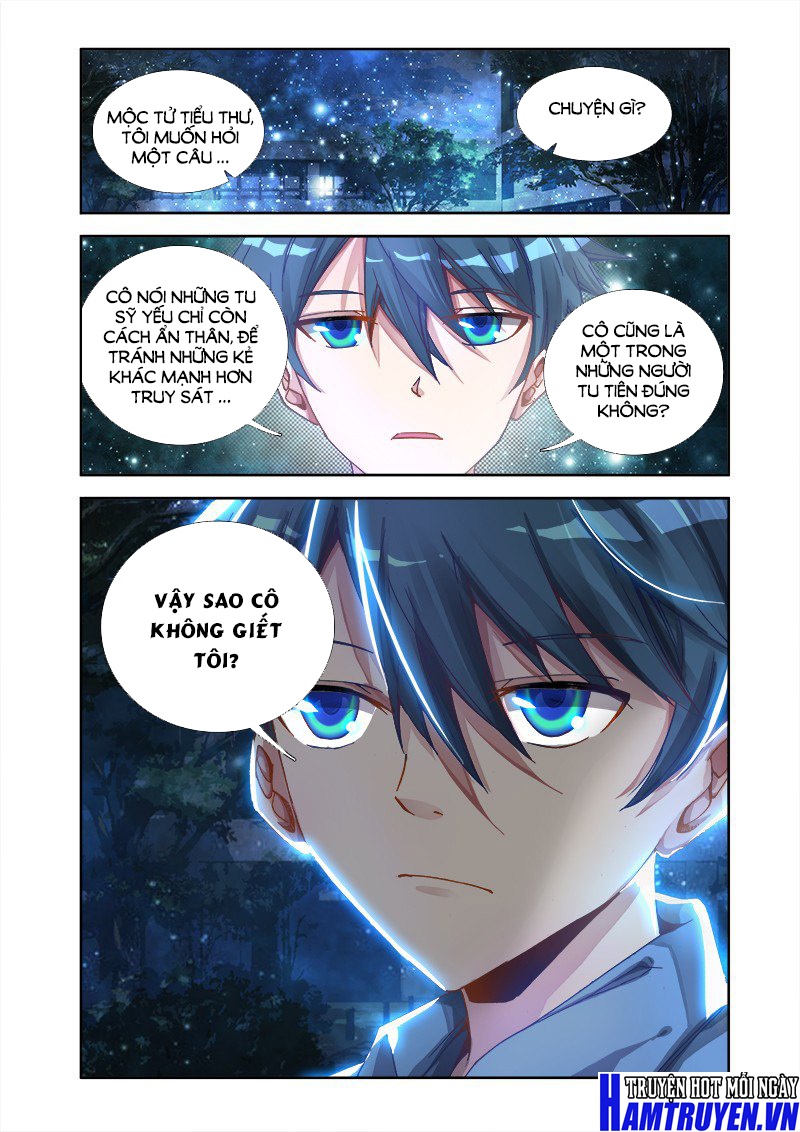 MỘC TỬ TIỂU THƯ,
TÔI MUỐN HỎI
MỘT CÂU ...
CHUYỆN GÌ?
CÔ NÓI NHỮNG TU
SỸ YẾU CHỈ CÒN
CÁCH ẨN THÂN, ĐỂ
TRÁNH NHỮNG KẺ
KHÁC MẠNH HƠN
TRUY SÁT ...
CÔ CŨNG LÀ
MỘT TRONG
NHỮNG NGƯỜI
TU TIÊN ĐÚNG
KHÔNG?
VẬY SAO CÔ
KHÔNG GIẾT
TÔI?
TRUYỆN HOT MỖI NGÀY
HAMTRUYEN.VN